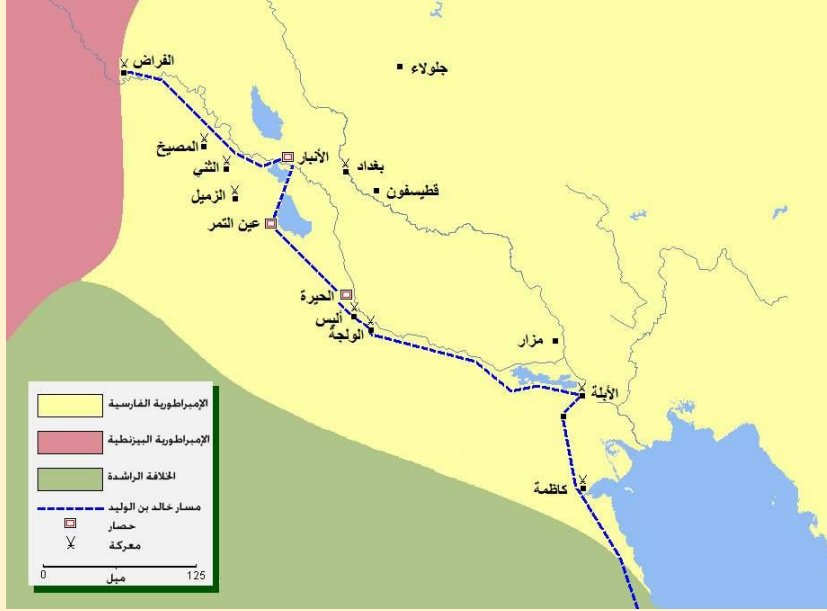 الفراض
جلولاء
المصيخ
الثني
الأنبار
بغداد
الزميل
قطيسفون
عين التمر
الحيرة
أليس
الولجة
مزار
الأبلة
كاظمة
الإمبراطورية الفارسية
الإمبراطورية البيزنطية
الخلافة الراشدة
مسار خالد بن الوليد
حصار
معركة
0 ميل 125